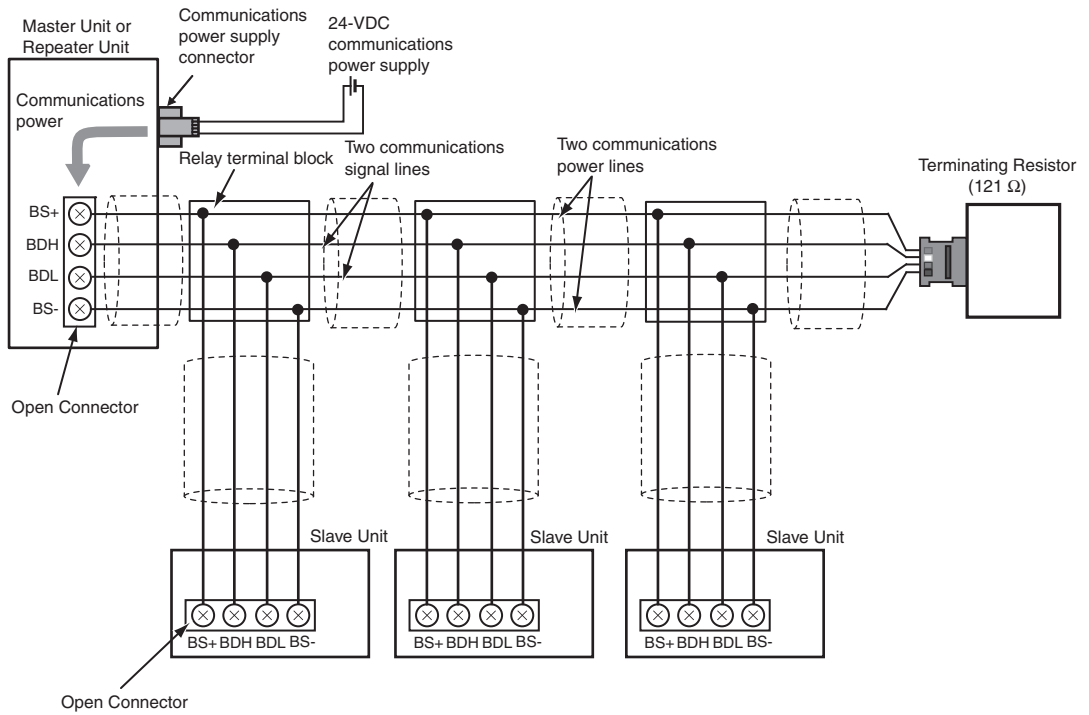 Master Unit or
Repeater Unit
Communications
power supply
connector
24-VDC
communications
power supply
Communications
power
Relay terminal block
Two communications
signal lines
Two communications
power lines
Terminating Resistor
(121 Ω)
BS+
BDH
BDL
BS-
Open Connector
Slave Unit
Slave Unit
Slave Unit
BS+ BDH BDL BS-
BS+ BDH BDL BS-
BS+ BDH BDL BS-
Open Connector